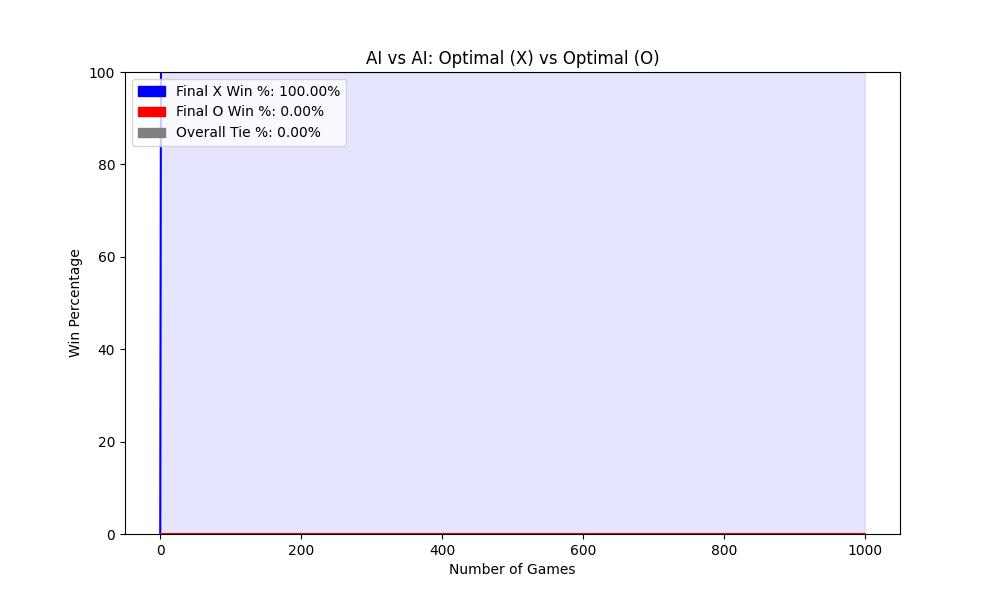 AI vs AI: Optimal (X) vs Optimal (O)
Final X Win %: 100.00%
Final O Win %: 0.00%
Overall Tie %: 0.00%
Win Percentage
100
80
60
40
20
0
0 200 400 600 800 1000
Number of Games